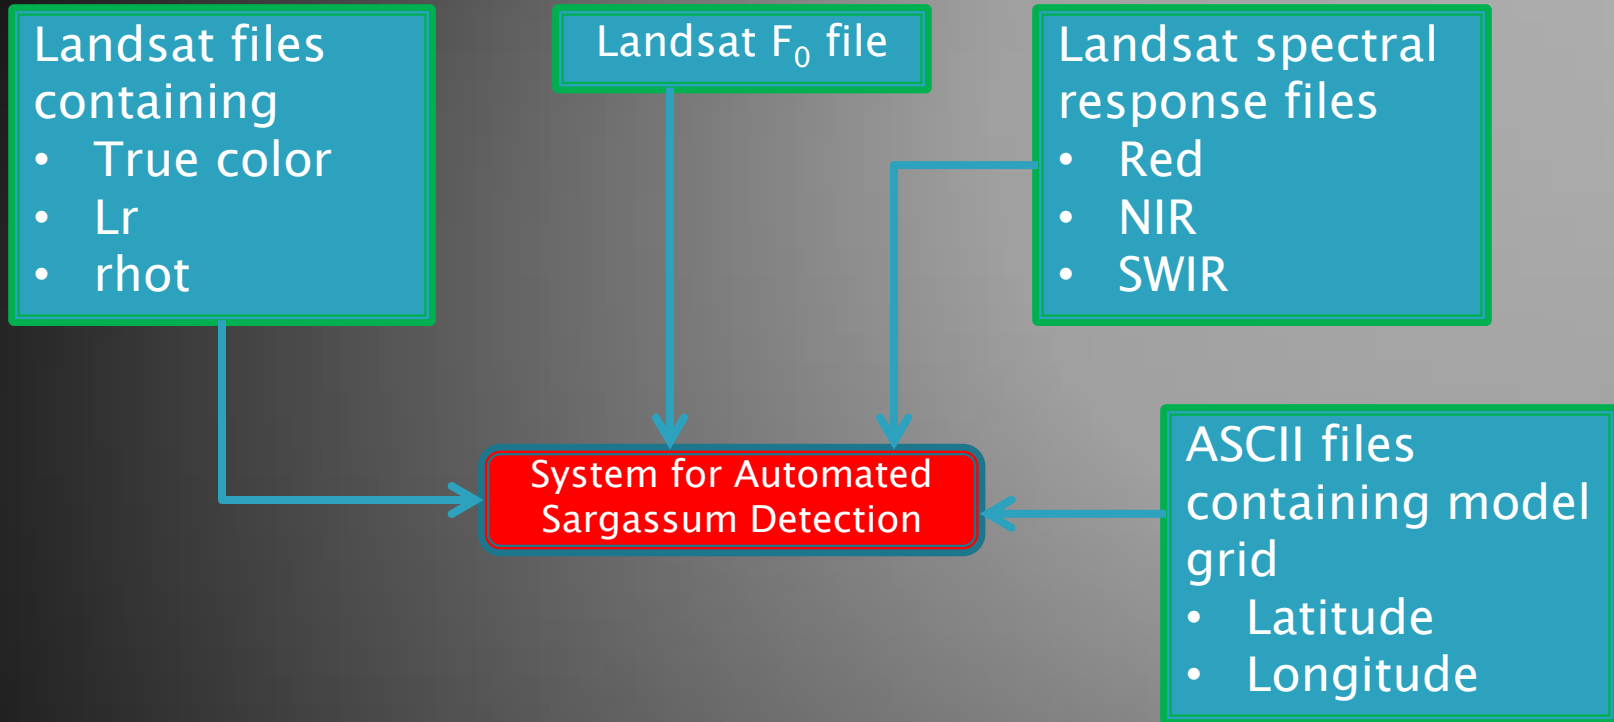 Landsat files
containing
• True color
• Lr
• rhot
Landsat F₀ file
Landsat spectral
response files
• Red
• NIR
• SWIR
System for Automated
Sargassum Detection
ASCII files
containing model
grid
• Latitude
• Longitude